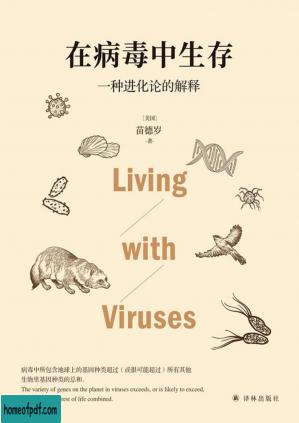 在病毒中生存
一种进化论的解释
[美国]
苗德岁
·著·
Living
with
Viruses
病毒中所包含地球上的基因种类超过（或很可能超过）所有其他
生物里基因种类的总和。
The variety of genes on the planet in viruses exceeds, or is likely to exceed,
est of life combined.
homeofpdf.com
译林出版社